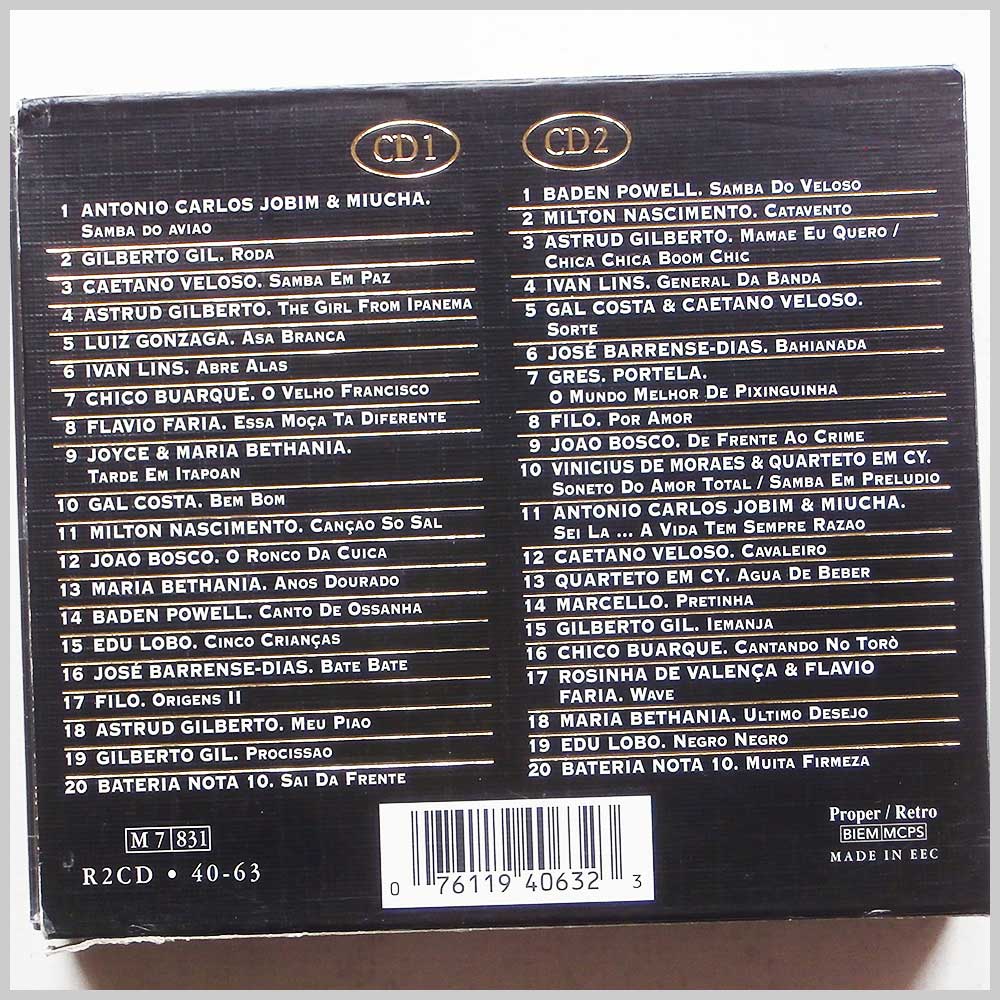 CD 1
1 ANTONIO CARLOS JOBIM & MIUCHA.
SAMBA DO AVIAO
2 GILBERTO GIL. RODA
3 CAETANO VELOSO. SAMBA EM PAZ
4 ASTRUD GILBERTO. THE GIRL FROM IPANEMA
5 LUIZ GONZAGA. ASA BRANCA
6 IVAN LINS. ABRE ALAS
7 CHICO BUARQUE. O VELHO FRANCISCO
8 FLAVIO FARIA. ESSA MOÇA TA DIFERENTE
9 JOYCE & MARIA BETHANIA.
TARDE EM ITAPOAN
10 GAL COSTA. BEM BOM
11 MILTON NASCIMENTO. CANÇAO SO SAL
12 JOAO BOSCO. O RONCO DA CUICA
13 MARIA BETHANIA. ANOS DOURADO
14 BADEN POWELL. CANTO DE OSSANHA
15 EDU LOBO. CINCO CRIANÇAS
16 JOSÉ BARRENSE-DIAS. BATE BATE
17 FILO. ORIGENS II
18 ASTRUD GILBERTO. MEU PIAO
19 GILBERTO GIL. PROCISSAO
20 BATERIA NOTA 10. SAI DA FRENTE
CD 2
1 BADEN POWELL. SAMBA DO VELOSO
2 MILTON NASCIMENTO. CATAVENTO
3 ASTRUD GILBERTO. MAMAE EU QUERO /
CHICA CHICA BOOM CHIC
4 IVAN LINS. GENERAL DA BANDA
5 GAL COSTA & CAETANO VELOSO.
SORTE
6 JOSÉ BARRENSE-DIAS. BAHIANADA
7 GRES. PORTELA.
O MUNDO MELHOR DE PIXINGUINHA
8 FILO. POR AMOR
9 JOAO BOSCO. DE FRENTE AO CRIME
10 VINICIUS DE MORAES & QUARTETO EM CY.
SONETO DO AMOR TOTAL / SAMBA EM PRELUDIO
11 ANTONIO CARLOS JOBIM & MIUCHA.
SEI LA ... A VIDA TEM SEMPRE RAZAO
12 CAETANO VELOSO. CAVALEIRO
13 QUARTETO EM CY. AGUA DE BEBER
14 MARCELLO. PRETINHA
15 GILBERTO GIL. IEMANJA
16 CHICO BUARQUE. CANTANDO NO TORÒ
17 ROSINHA DE VALENÇA & FLAVIO
FARIA. WAVE
18 MARIA BETHANIA. ULTIMO DESEJO
19 EDU LOBO. NEGRO NEGRO
20 BATERIA NOTA 10. MUITA FIRMEZA
M 7 831
R2CD • 40-63
0 76119 40632 3
Proper / Retro
BIEM MCPS
MADE IN EEC